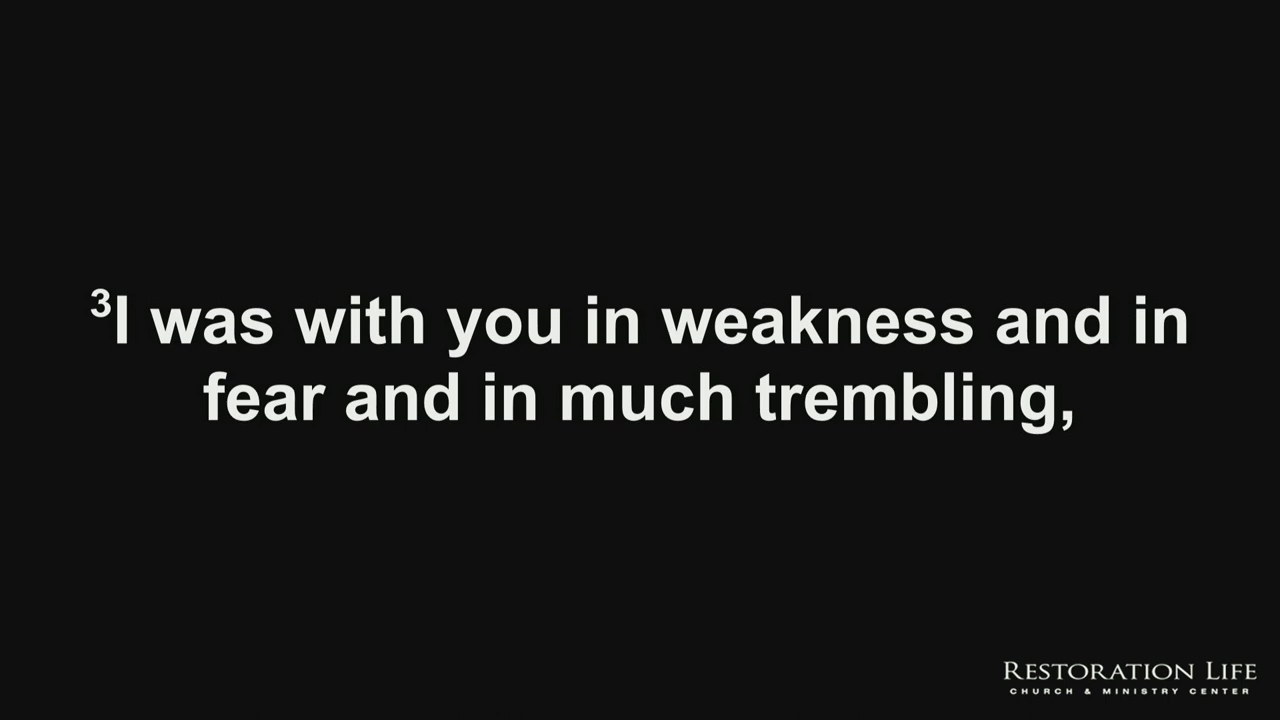 ³I was with you in weakness and in
fear and in much trembling,
RESTORATION LIFE
CHURCH & MINISTRY CENTER